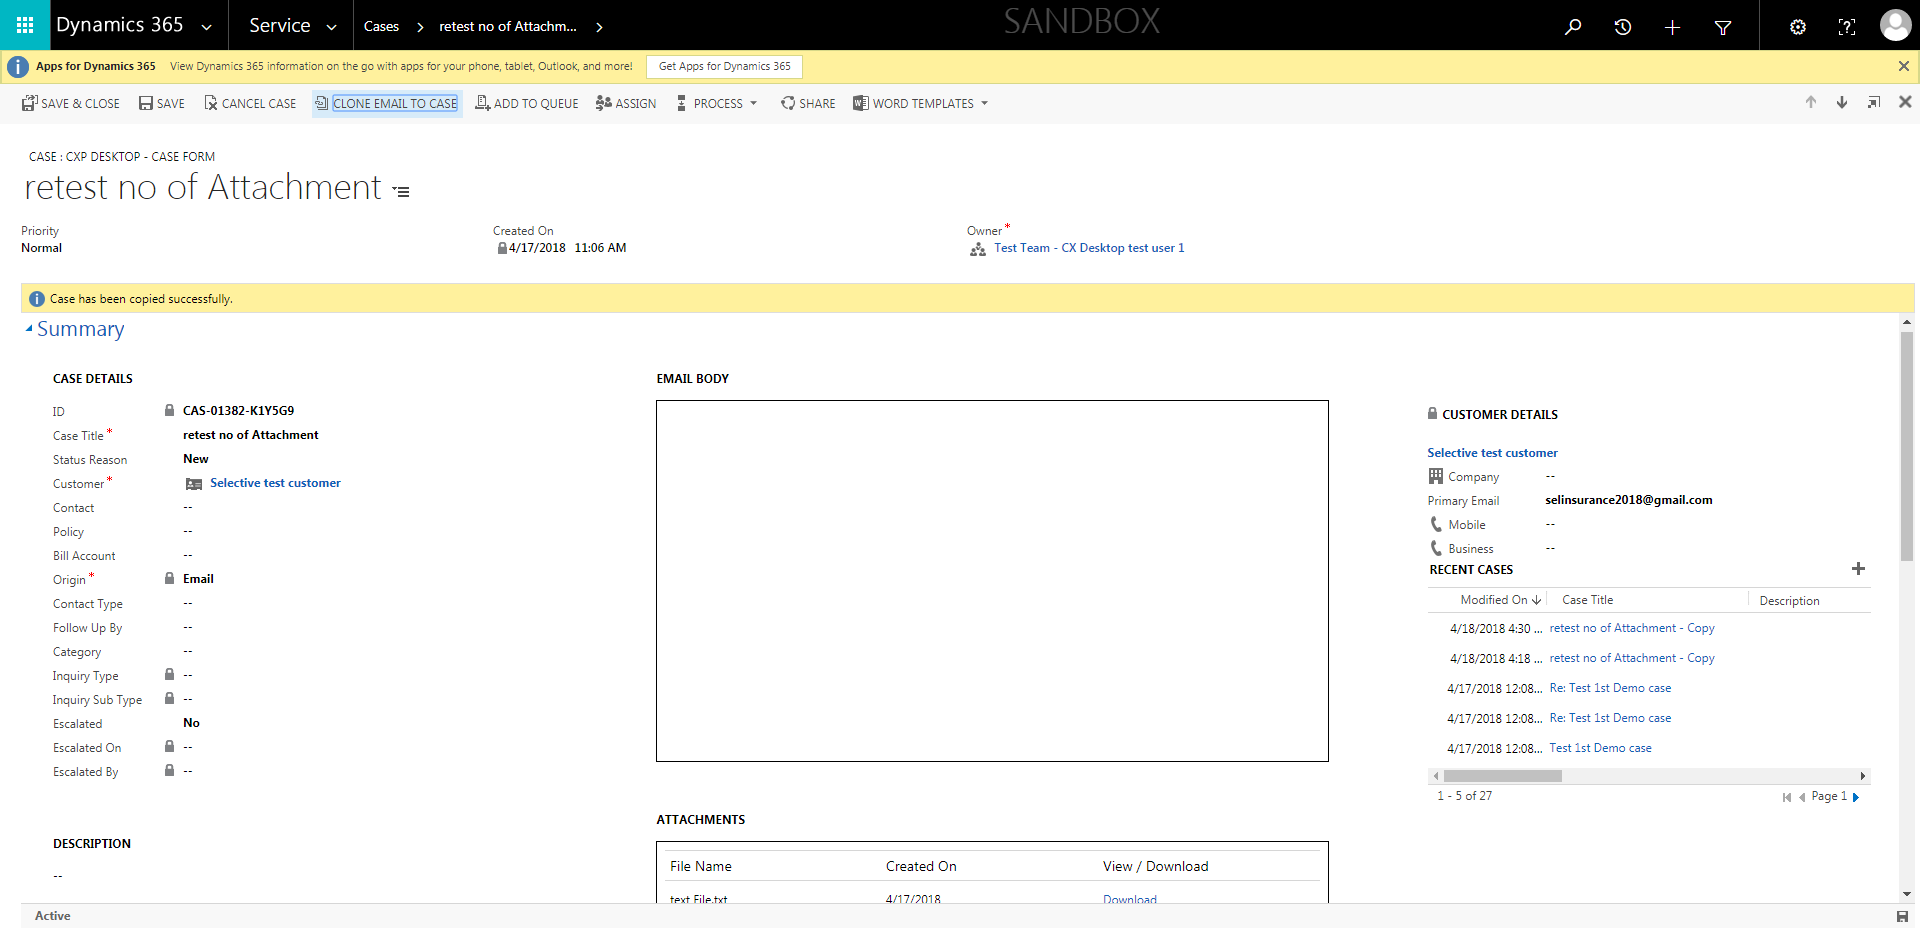 Dynamics 365 Service Cases retest no of Attachm... SANDBOX
Apps for Dynamics 365 View Dynamics 365 information on the go with apps for your phone, tablet, Outlook, and more! Get Apps for Dynamics 365
SAVE & CLOSE SAVE CANCEL CASE CLONE EMAIL TO CASE ADD TO QUEUE ASSIGN PROCESS SHARE WORD TEMPLATES
CASE : CXP DESKTOP - CASE FORM
retest no of Attachment
Priority
Normal
Created On
4/17/2018 11:06 AM
Owner *
Test Team - CX Desktop test user 1
Case has been copied successfully.
Summary
CASE DETAILS
ID CAS-01382-K1Y5G9
Case Title * retest no of Attachment
Status Reason New
Customer * Selective test customer
Contact --
Policy --
Bill Account --
Origin * Email
Contact Type --
Follow Up By --
Category --
Inquiry Type --
Inquiry Sub Type --
Escalated No
Escalated On --
Escalated By --
DESCRIPTION
--
EMAIL BODY
ATTACHMENTS
File Name Created On View / Download
text File.txt 4/17/2018 Download
CUSTOMER DETAILS
Selective test customer
Company --
Primary Email selinsurance2018@gmail.com
Mobile --
Business --
RECENT CASES
Modified On Case Title Description
4/18/2018 4:30 ... retest no of Attachment - Copy
4/18/2018 4:18 ... retest no of Attachment - Copy
4/17/2018 12:08... Re: Test 1st Demo case
4/17/2018 12:08... Re: Test 1st Demo case
4/17/2018 12:08... Test 1st Demo case
1 - 5 of 27 Page 1
Active